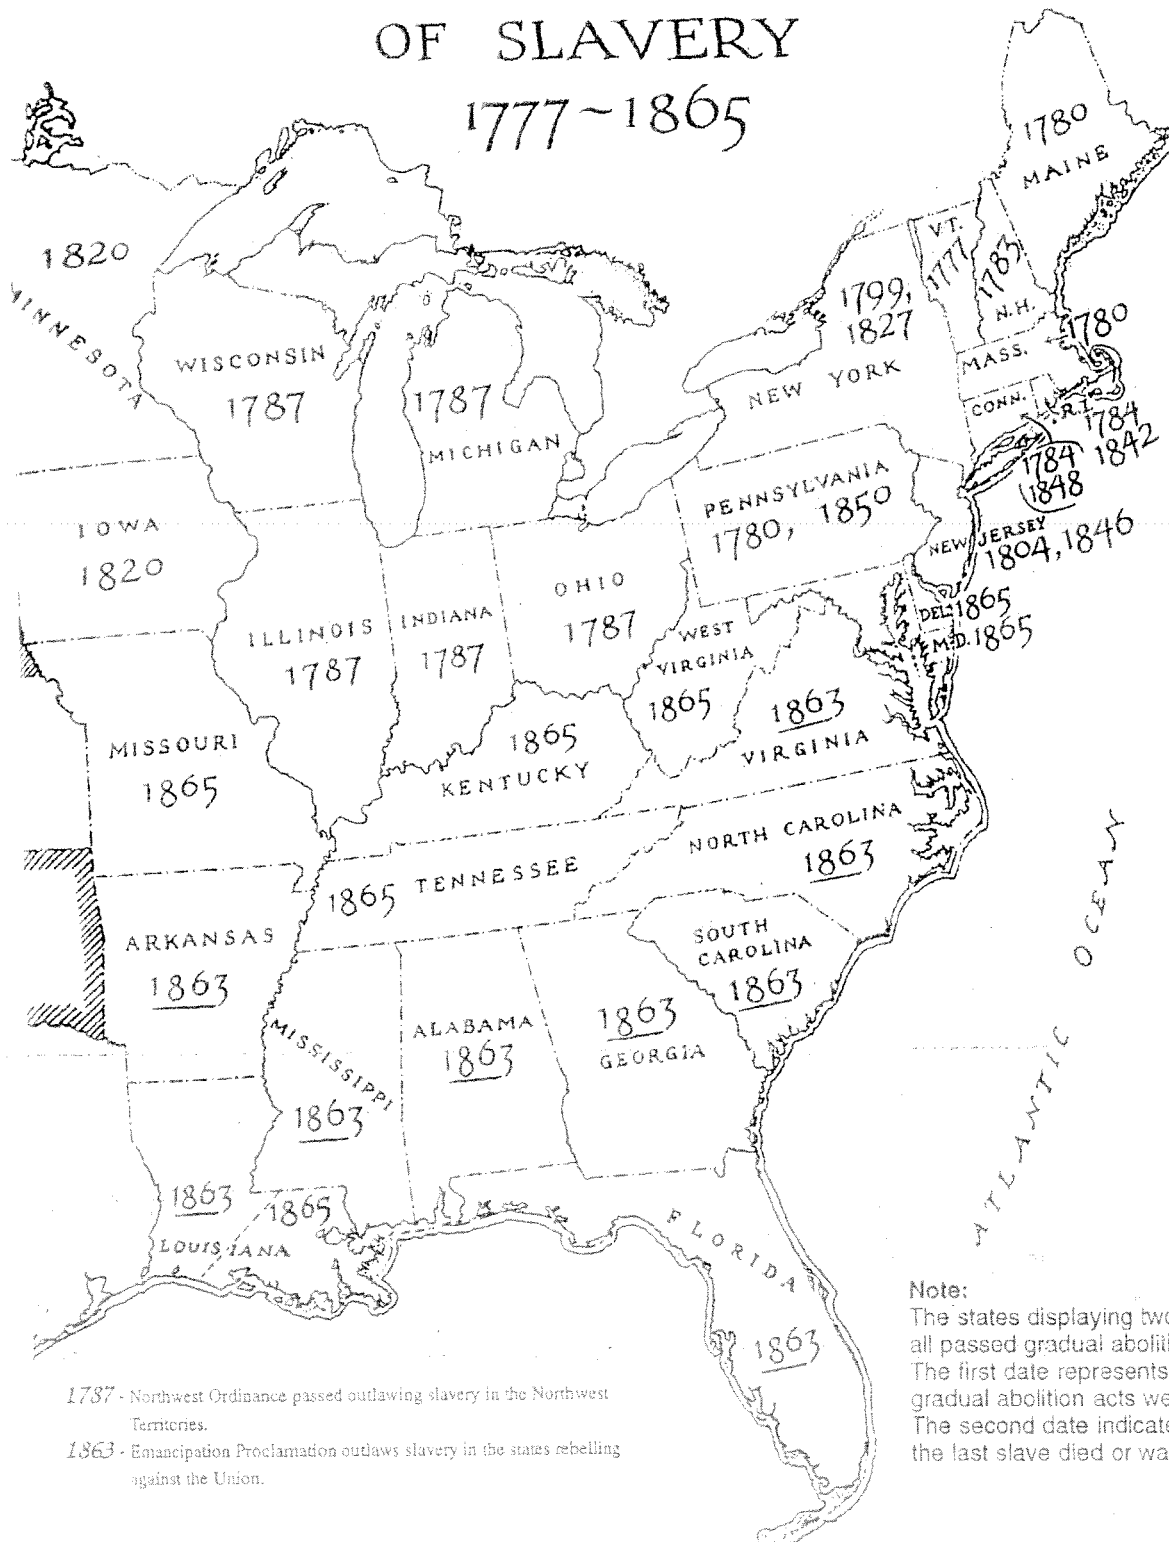 OF SLAVERY
1777~1865
1780
MAINE
1820
MINNESOTA
VT.
1777
1783
N.H.
1799,
1827
NEW YORK
1780
MASS.
CONN.
R.I.
1784
1842
1784
1848
WISCONSIN
1787
1787
MICHIGAN
PENNSYLVANIA
1780, 1850
NEW JERSEY
1804, 1846
IOWA
1820
OHIO
1787
INDIANA
1787
ILLINOIS
1787
DEL. 1865
MD. 1865
WEST
VIRGINIA
1865
1863
VIRGINIA
MISSOURI
1865
1865
KENTUCKY
NORTH CAROLINA
1863
1865 TENNESSEE
ARKANSAS
1863
SOUTH
CAROLINA
1863
MISSISSIPPI
1863
ALABAMA
1863
1863
GEORGIA
1863
1865
LOUISIANA
FLORIDA
1863
ATLANTIC OCEAN
Note:
The states displaying two
all passed gradual aboliti
The first date represents
gradual abolition acts we
The second date indicate
the last slave died or wa
1787 - Northwest Ordinance passed outlawing slavery in the Northwest
Territories.
1863 - Emancipation Proclamation outlaws slavery in the states rebelling
against the Union.